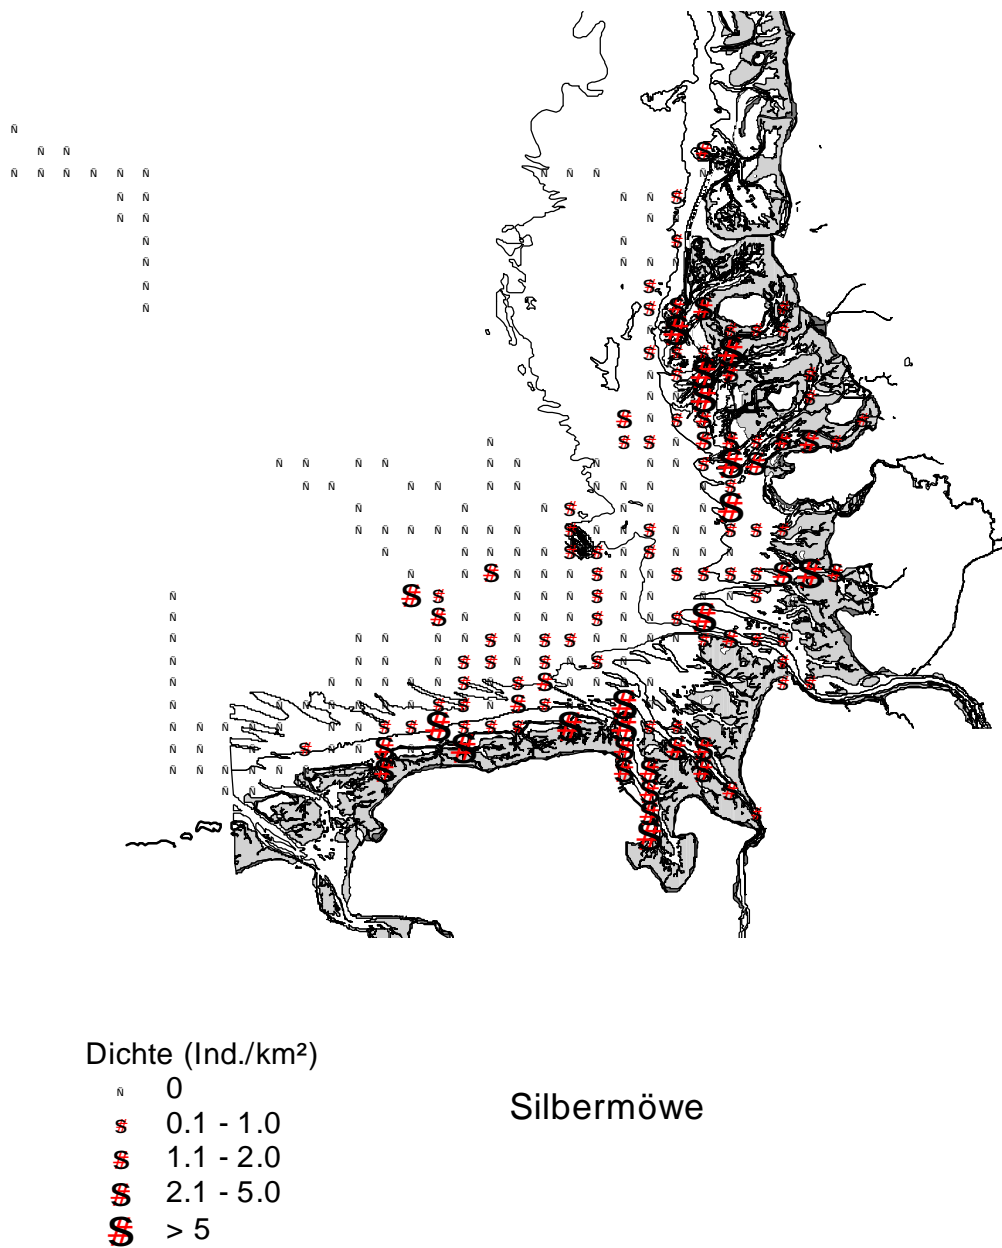 Dichte (Ind./km²)
Ñ 0
0.1 - 1.0
1.1 - 2.0
2.1 - 5.0
> 5
Silbermöwe